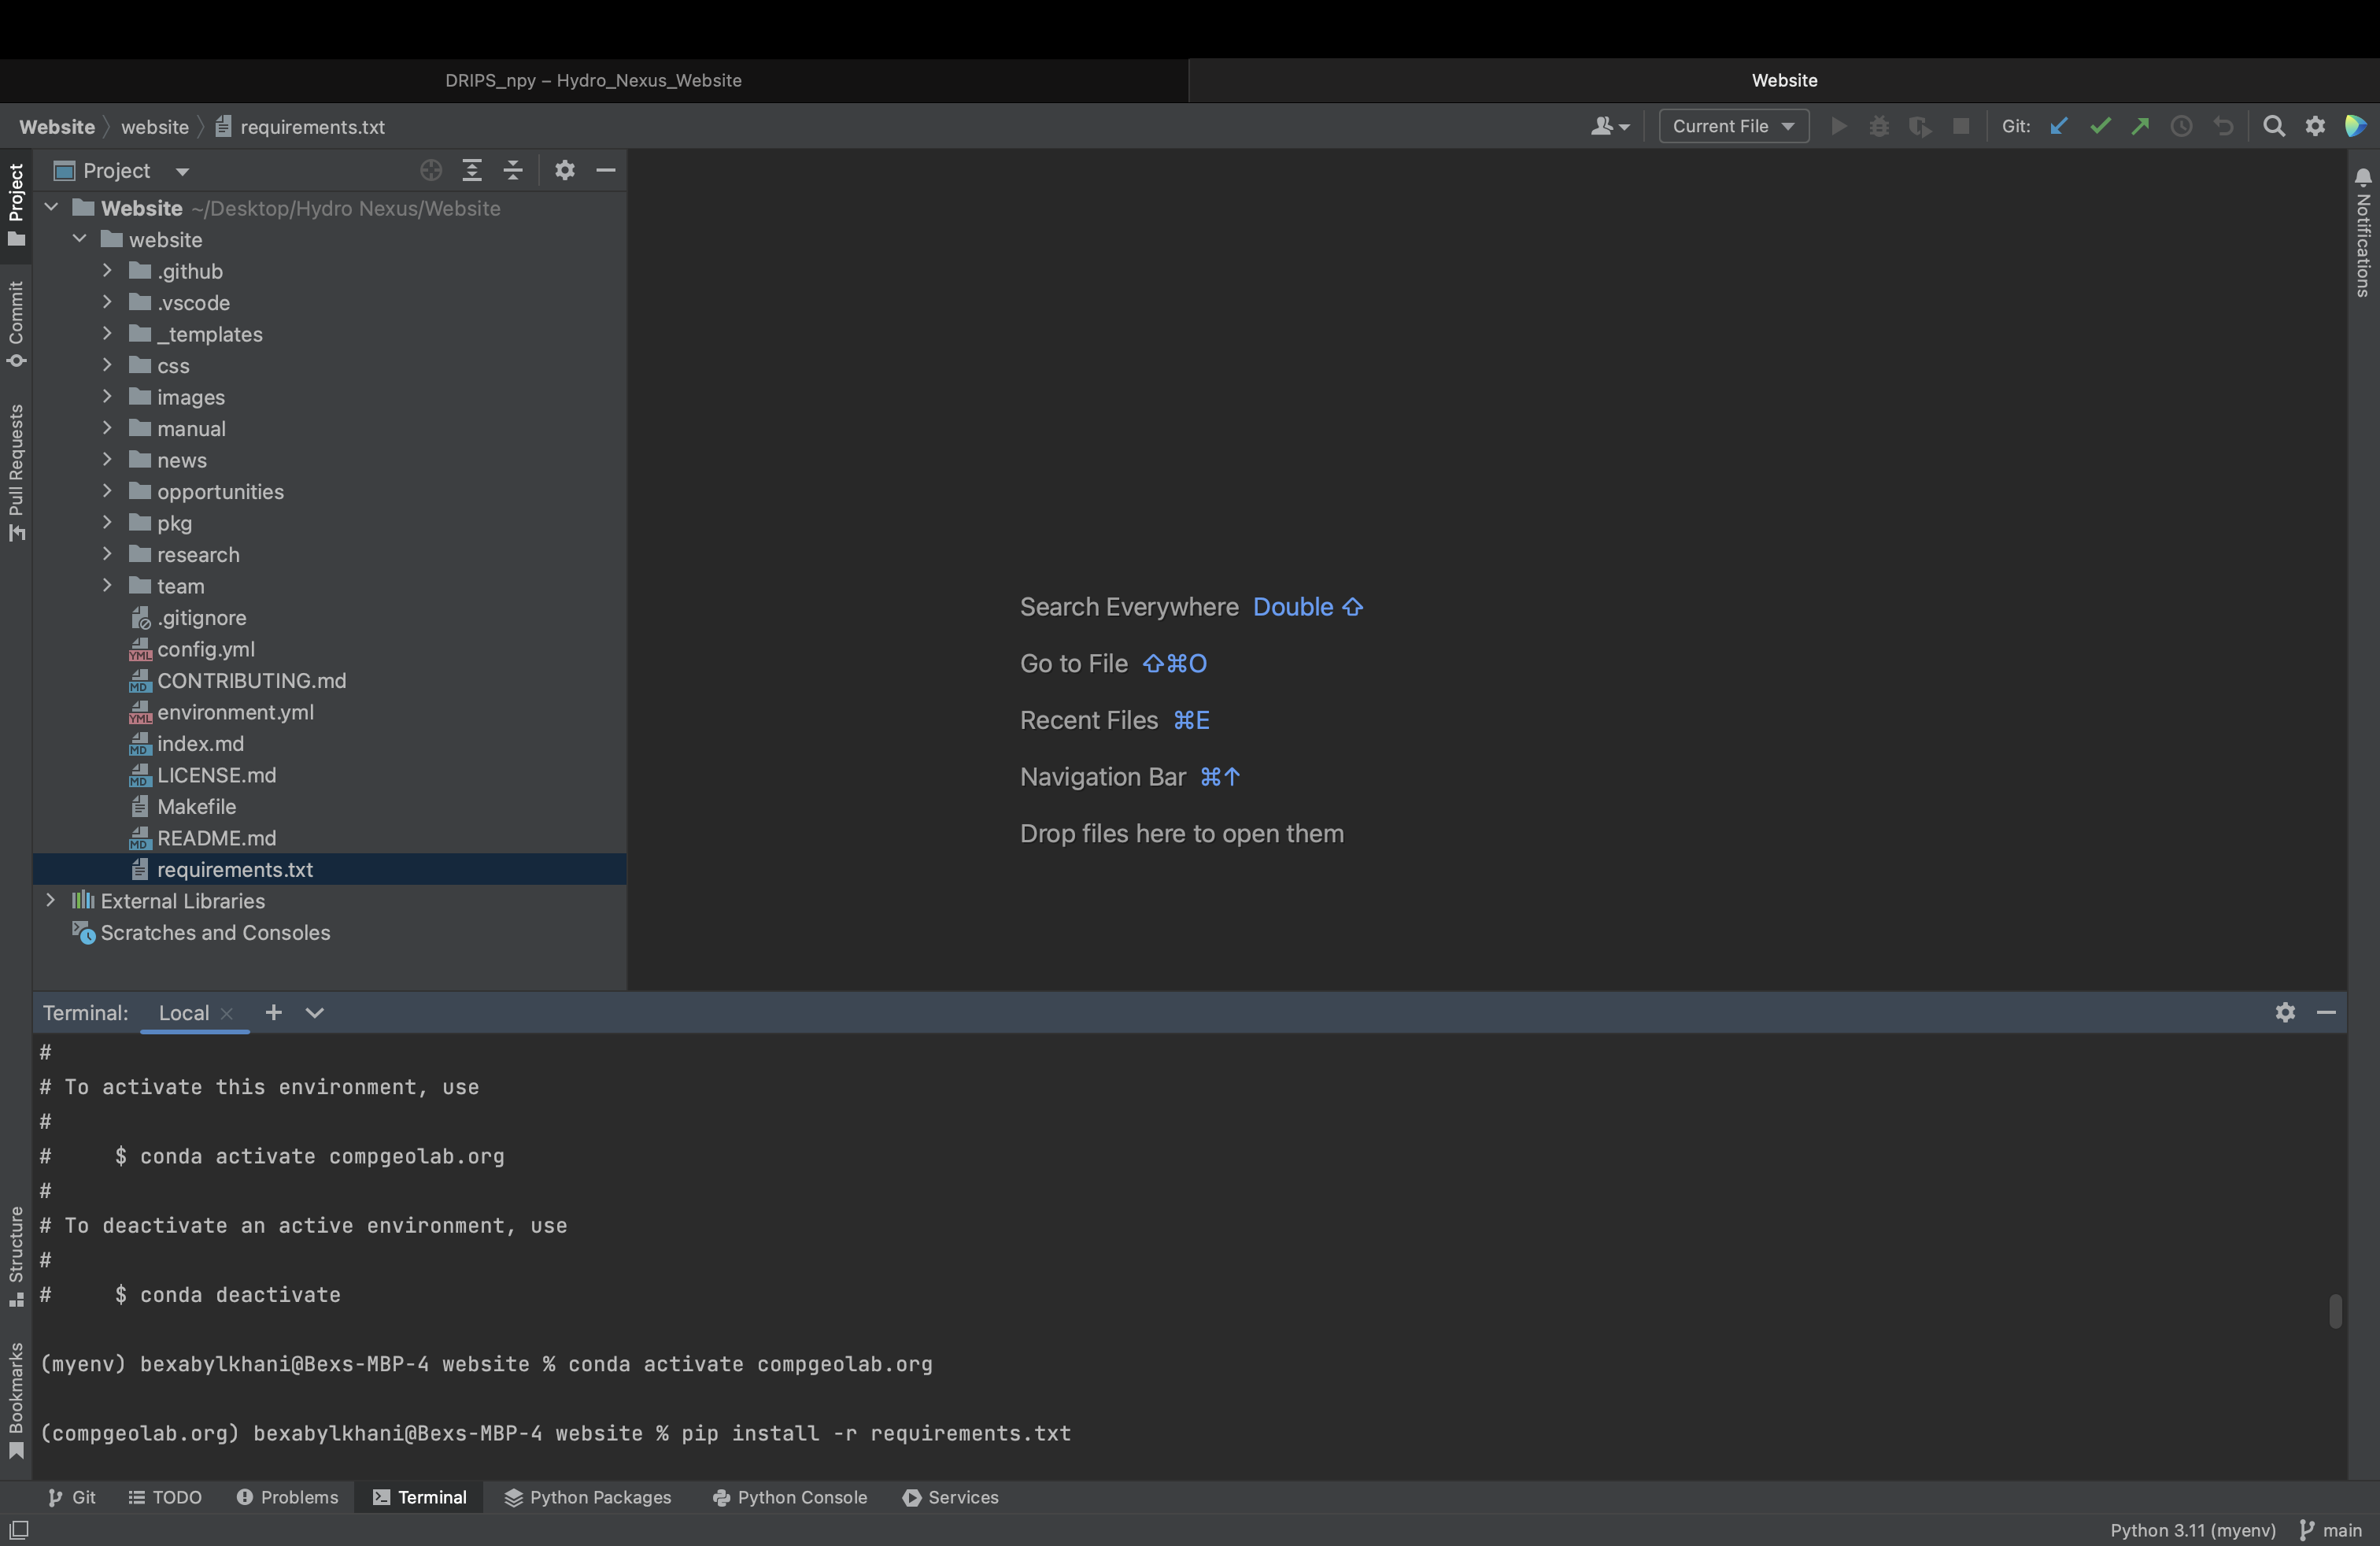 DRIPS_npy – Hydro_Nexus_Website
Website
Website website requirements.txt
Current File
Git:
Project
Project
Commit
Pull Requests
Structure
Bookmarks
Notifications
Website ~/Desktop/Hydro Nexus/Website
website
.github
.vscode
_templates
css
images
manual
news
opportunities
pkg
research
team
.gitignore
config.yml
CONTRIBUTING.md
environment.yml
index.md
LICENSE.md
Makefile
README.md
requirements.txt
External Libraries
Scratches and Consoles
Search Everywhere Double ⇧
Go to File ⇧⌘O
Recent Files ⌘E
Navigation Bar ⌘↑
Drop files here to open them
Terminal: Local
#
# To activate this environment, use
#
#     $ conda activate compgeolab.org
#
# To deactivate an active environment, use
#
#     $ conda deactivate
(myenv) bexabylkhani@Bexs-MBP-4 website % conda activate compgeolab.org
(compgeolab.org) bexabylkhani@Bexs-MBP-4 website % pip install -r requirements.txt
Git TODO Problems Terminal Python Packages Python Console Services
Python 3.11 (myenv) main